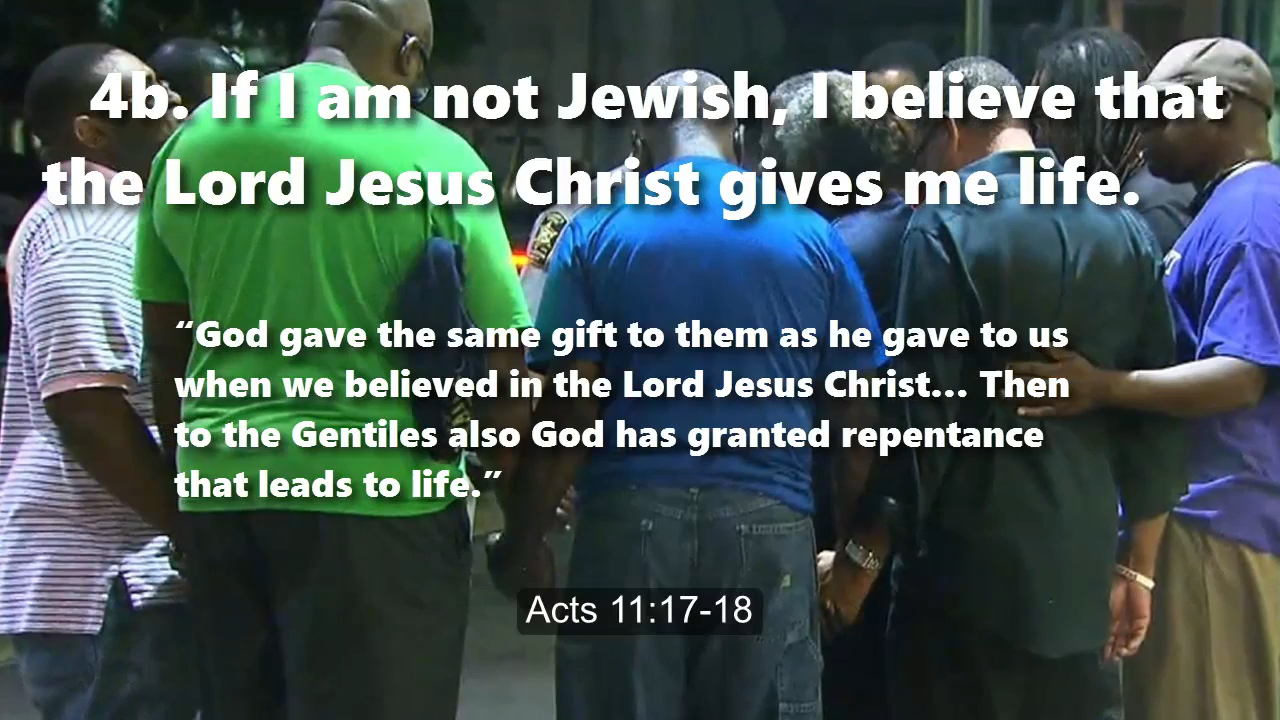 4b. If I am not Jewish, I believe that
the Lord Jesus Christ gives me life.
“God gave the same gift to them as he gave to us
when we believed in the Lord Jesus Christ… Then
to the Gentiles also God has granted repentance
that leads to life.”
Acts 11:17-18